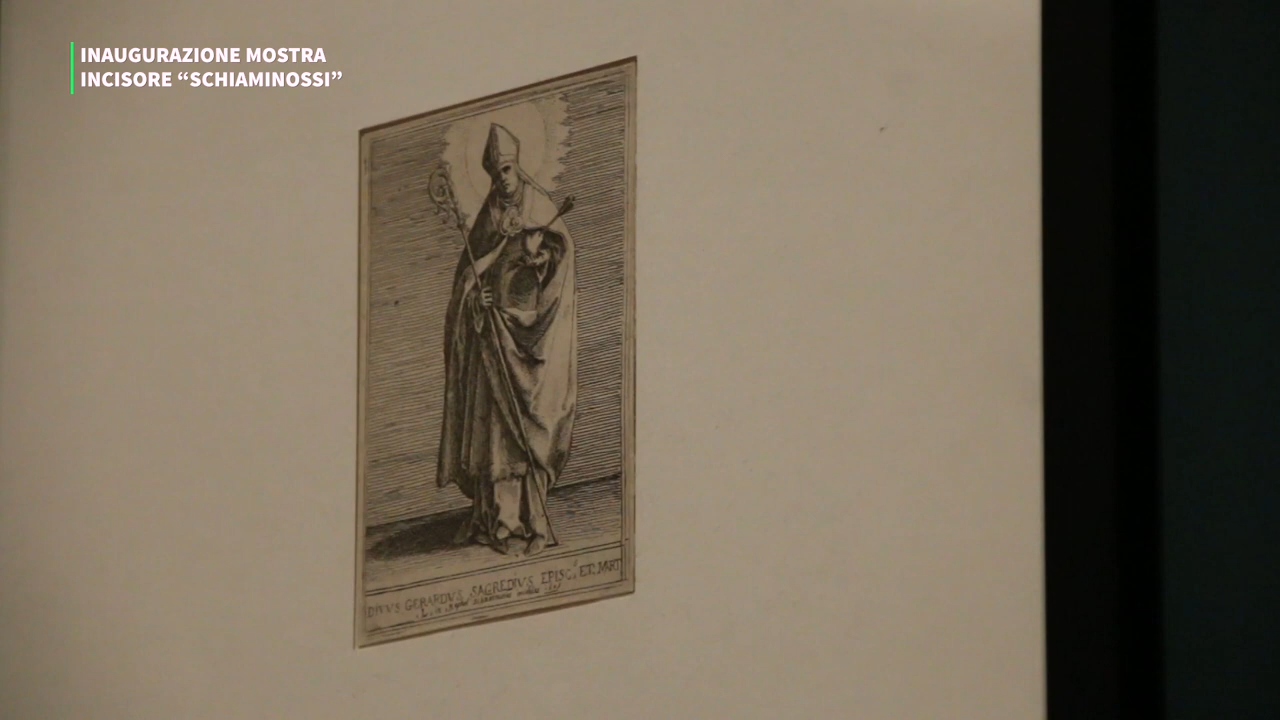 INAUGURAZIONE MOSTRA
INCISORE “SCHIAMINOSSI”
DIVVS GERARDVS SAGREDIVS EPISC. ET MART